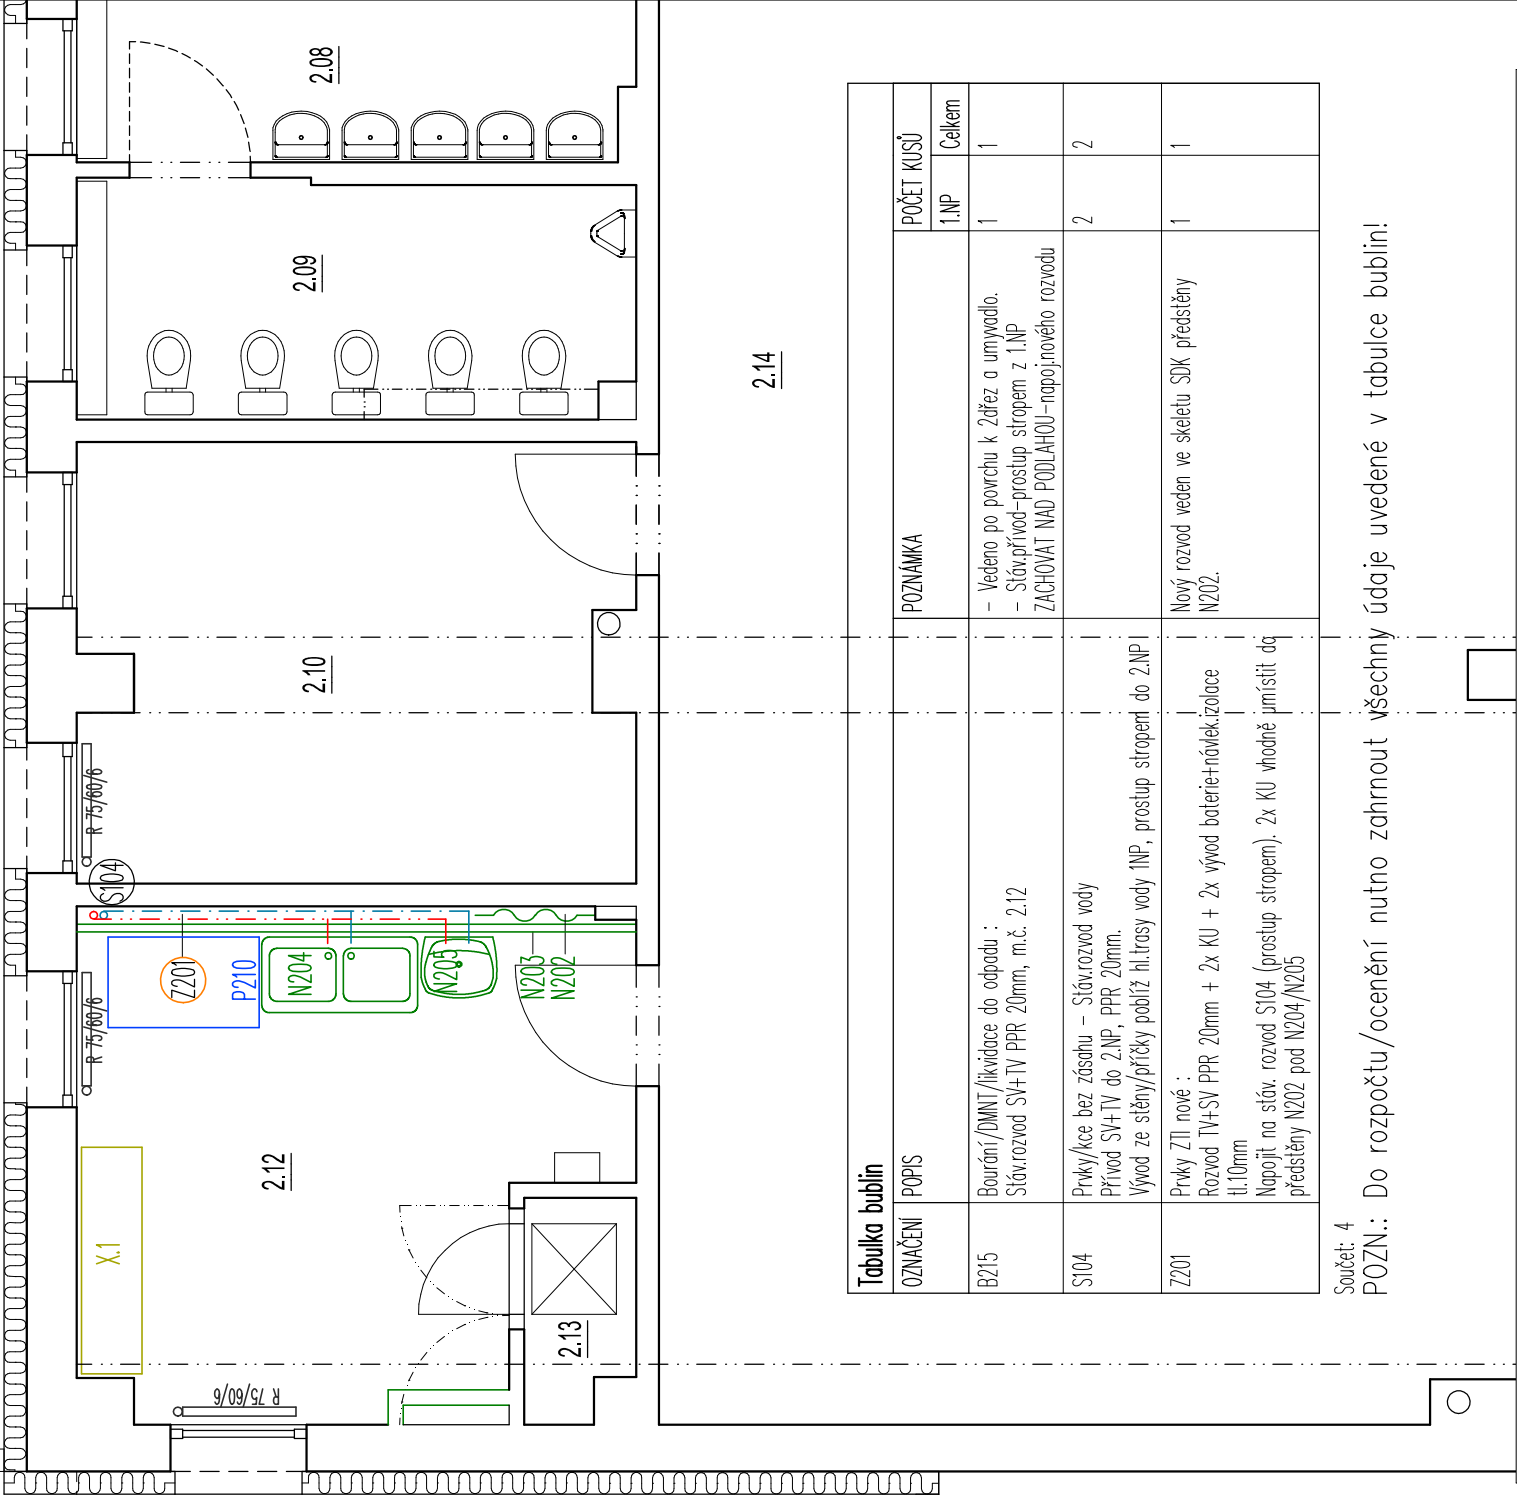 2.08
2.09
2.10
2.12
2.13
2.14
R 75/60/6
R 75/60/6
R 75/60/6
S104
Z201
P210
N204
N205
N203
N202
X.1
Tabulka bublin
OZNAČENÍ POPIS POZNÁMKA POČET KUSŮ
1.NP Celkem
B215 Bourání/DMNT/likvidace do odpadu : - Vedeno po povrchu k 2dřez a umyvadlo. 1 1
Stáv.rozvod SV+TV PPR 20mm, m.č. 2.12 - Stáv.přívod-prostup stropem z 1.NP
ZACHOVAT NAD PODLAHOU-napoj.nového rozvodu
S104 Prvky/kce bez zásahu - Stáv.rozvod vody 2 2
Přívod SV+TV do 2.NP, PPR 20mm.
Vývod ze stěny/příčky poblíž hl.trasy vody 1NP, prostup stropem do 2.NP
Z201 Prvky ZTI nové : Nový rozvod veden ve skeletu SDK předstěny 1 1
Rozvod TV+SV PPR 20mm + 2x KU + 2x vývod baterie+návlek.izolace N202.
tl.10mm
Napojit na stáv. rozvod S104 (prostup stropem). 2x KU vhodně umístit do
předstěny N202 pod N204/N205
Součet: 4
POZN.: Do rozpočtu/ocenění nutno zahrnout všechny údaje uvedené v tabulce bublin!